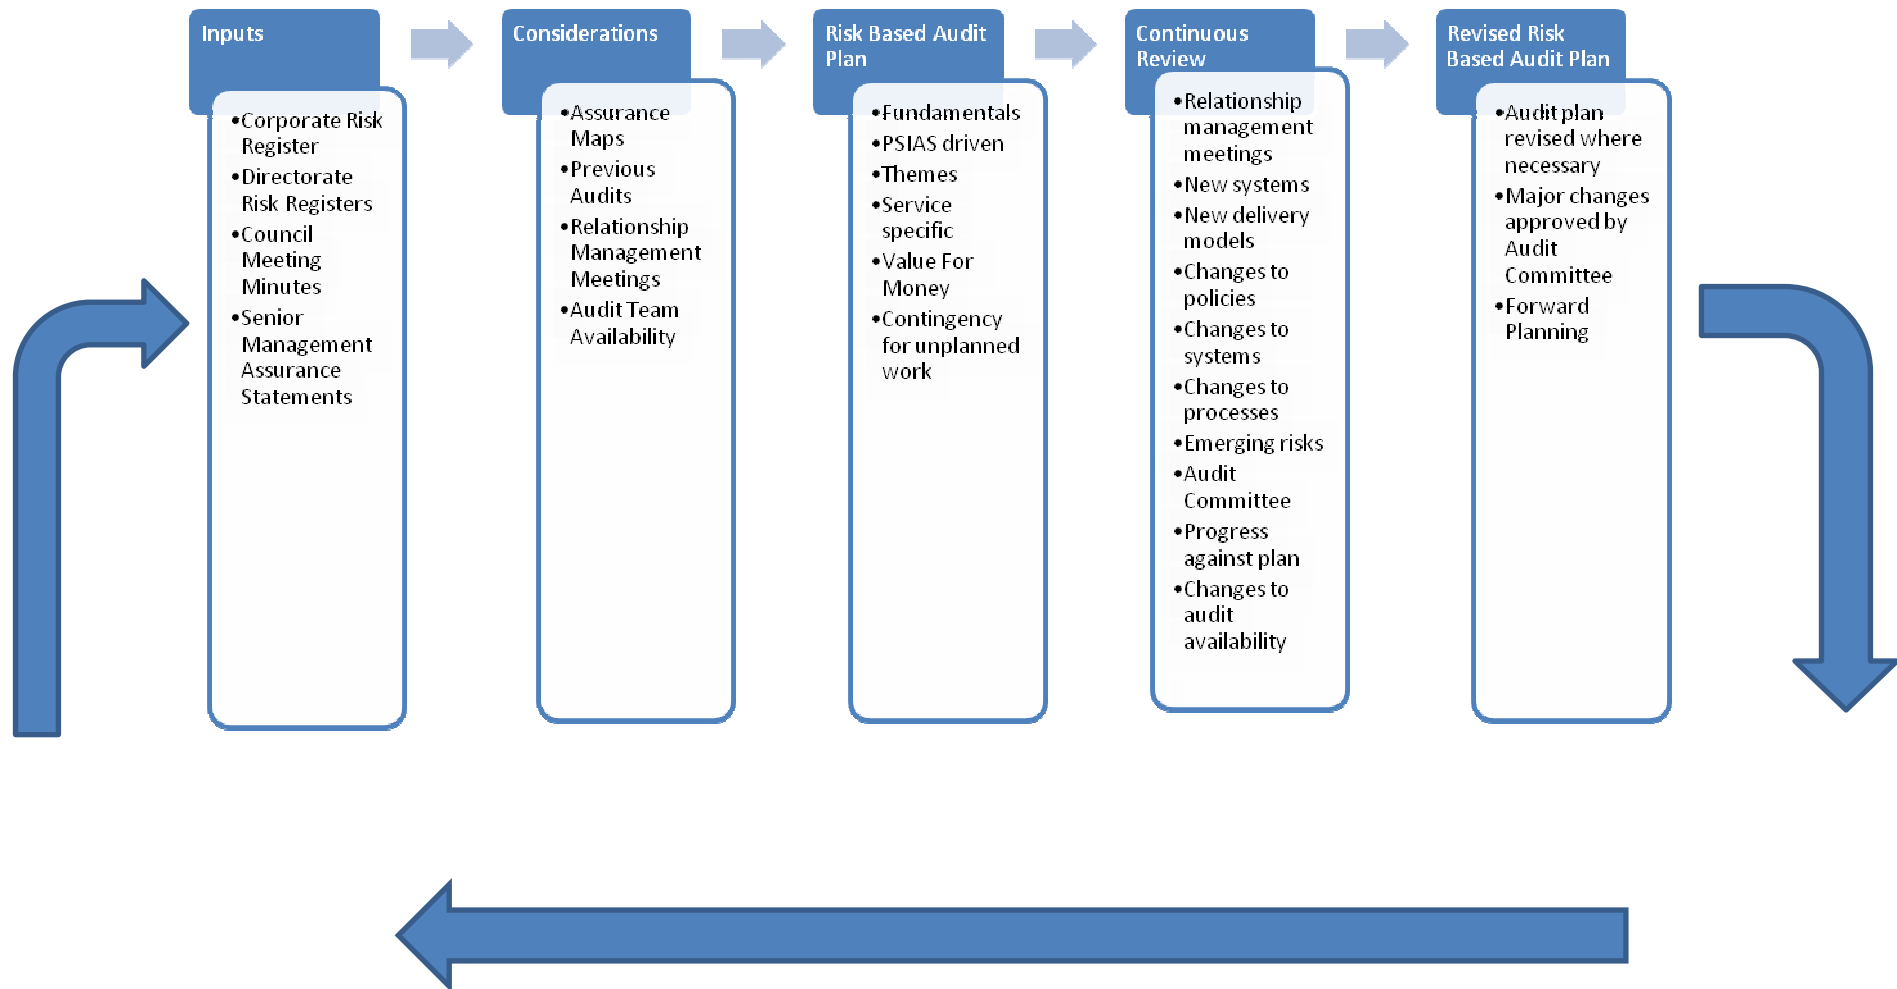 Inputs
•Corporate Risk
Register
•Directorate
Risk Registers
•Council
Meeting
Minutes
•Senior
Management
Assurance
Statements
Considerations
•Assurance
Maps
•Previous
Audits
•Relationship
Management
Meetings
•Audit Team
Availability
Risk Based Audit
Plan
•Fundamentals
•PSIAS driven
•Themes
•Service
specific
•Value For
Money
•Contingency
for unplanned
work
Continuous
Review
•Relationship
management
meetings
•New systems
•New delivery
models
•Changes to
policies
•Changes to
systems
•Changes to
processes
•Emerging risks
•Audit
Committee
•Progress
against plan
•Changes to
audit
availability
Revised Risk
Based Audit Plan
•Audit plan
revised where
necessary
•Major changes
approved by
Audit
Committee
•Forward
Planning